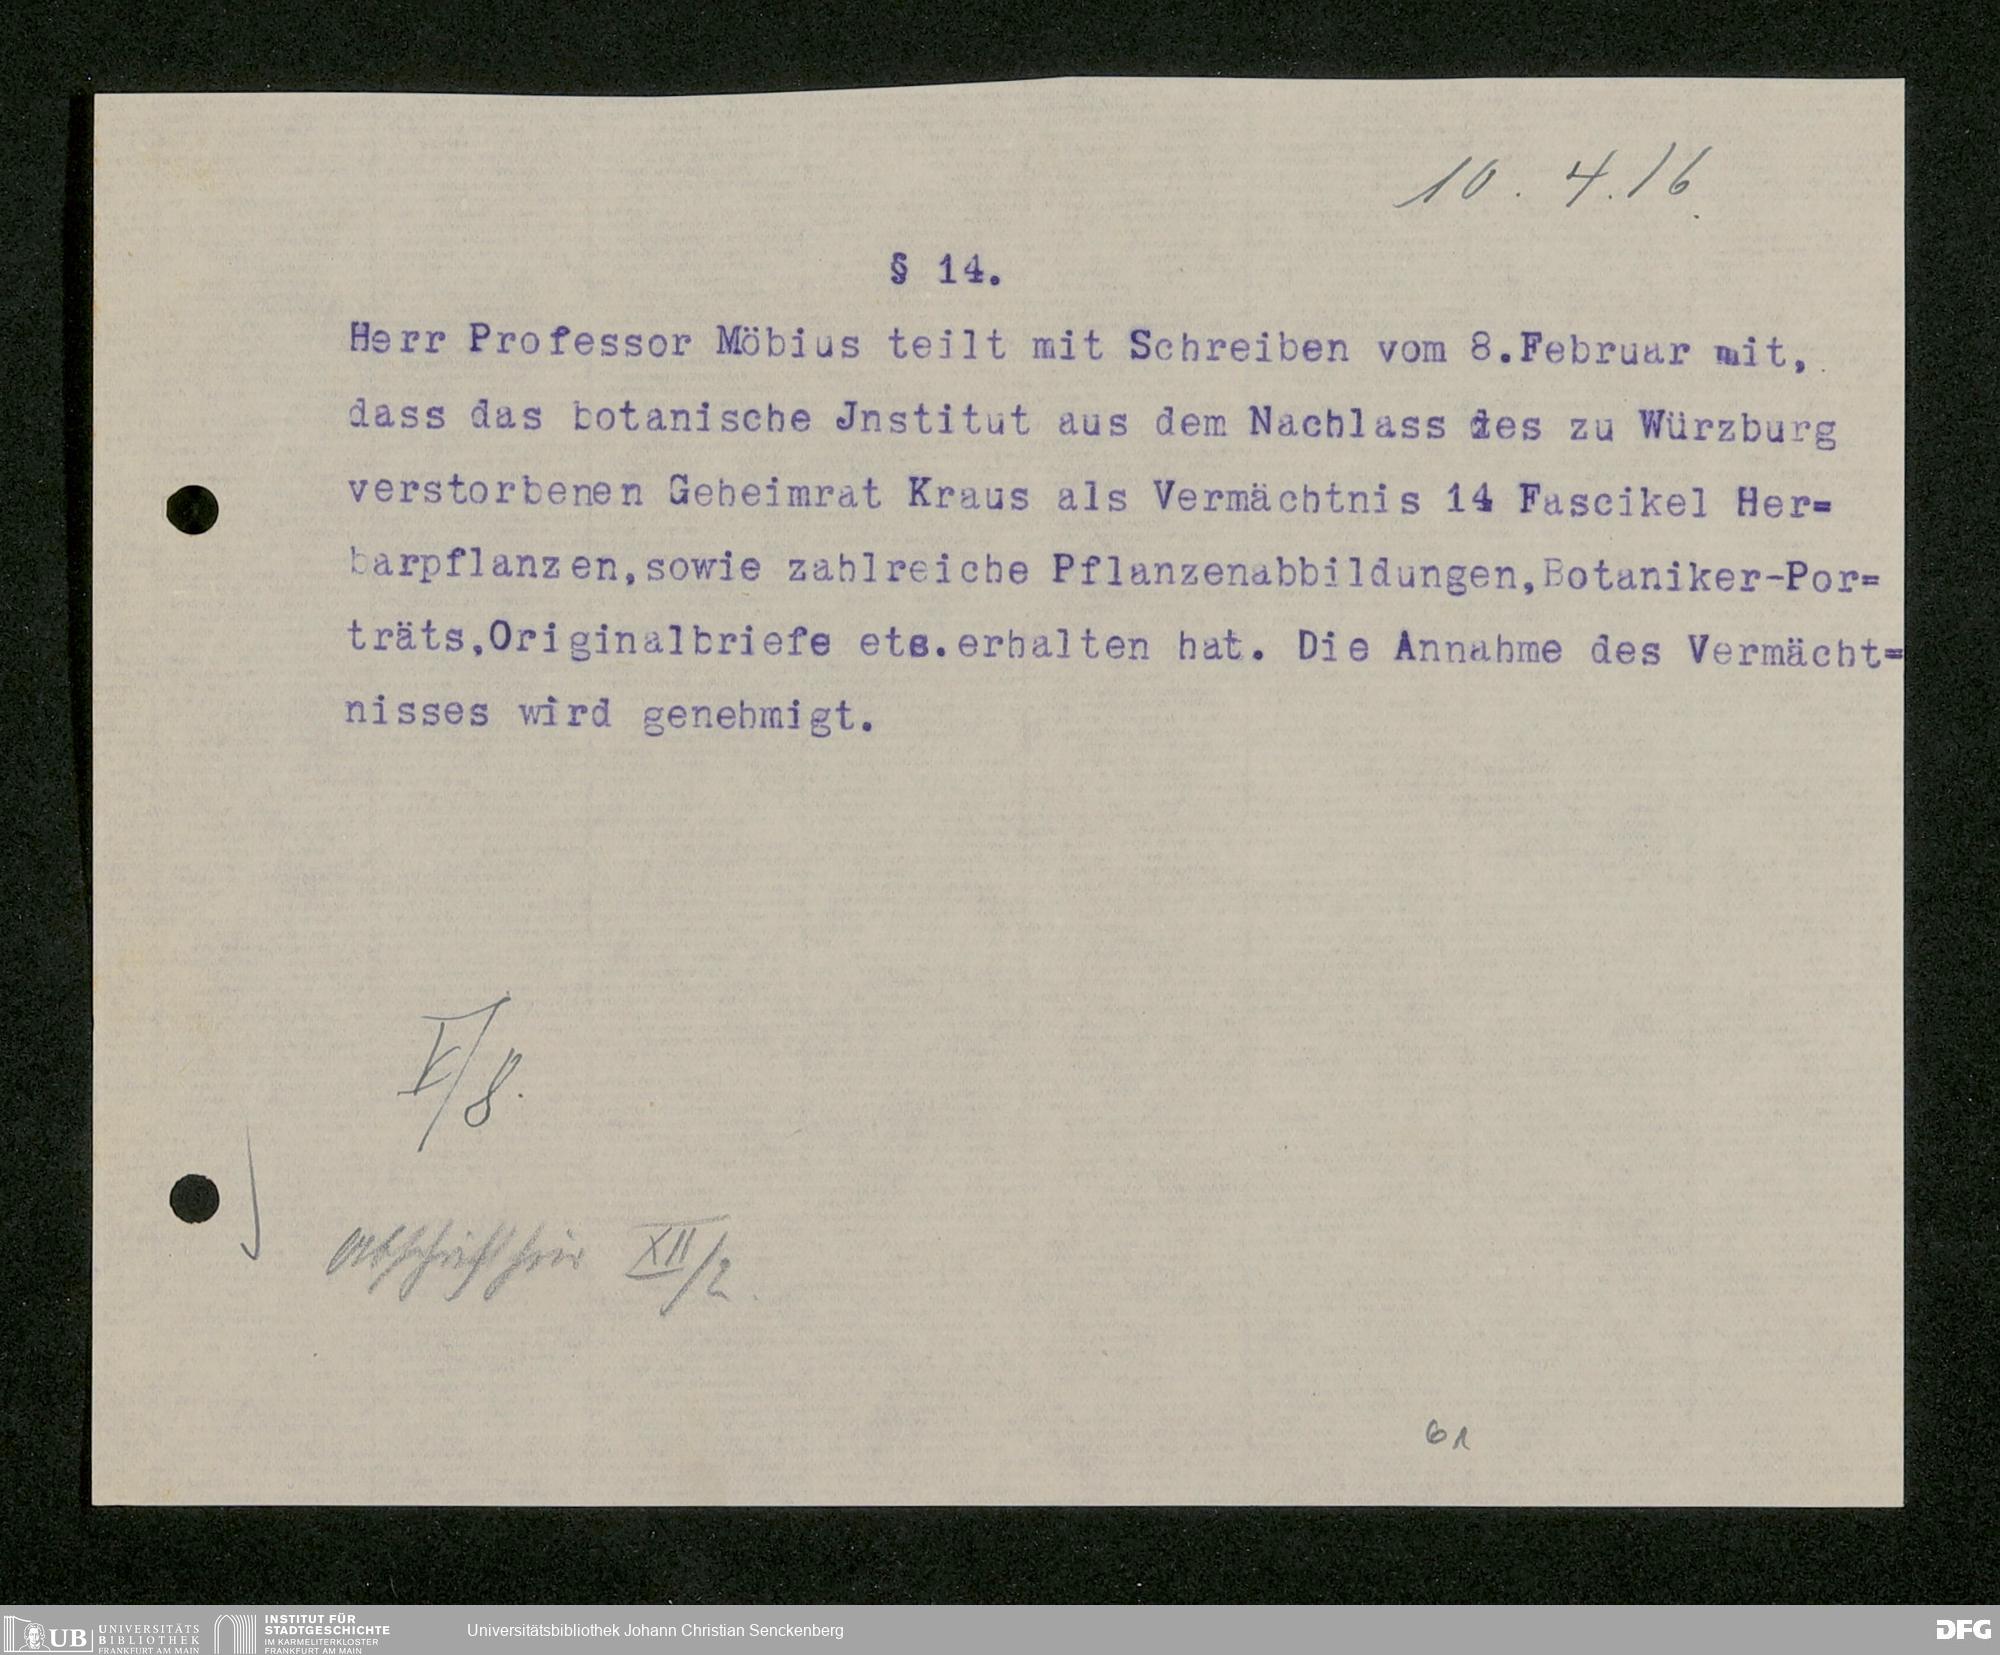 10. 4. 16.
§ 14.
Herr Professor Möbius teilt mit Schreiben vom 8.Februar mit,
dass das botanische Jnstitut aus dem Nachlass des zu Würzburg
verstorbenen Geheimrat Kraus als Vermächtnis 14 Fascikel Her=
barpflanzen,sowie zahlreiche Pflanzenabbildungen,Botaniker-Por=
träts,Originalbriefe etc.erhalten hat. Die Annahme des Vermächt=
nisses wird genehmigt.
V/8.
Abschrift hier XII/2.
61
UB UNIVERSITÄTS
BIBLIOTHEK
FRANKFURT AM MAIN
INSTITUT FÜR
STADTGESCHICHTE
IM KARMELITERKLOSTER
FRANKFURT AM MAIN
Universitätsbibliothek Johann Christian Senckenberg
DFG